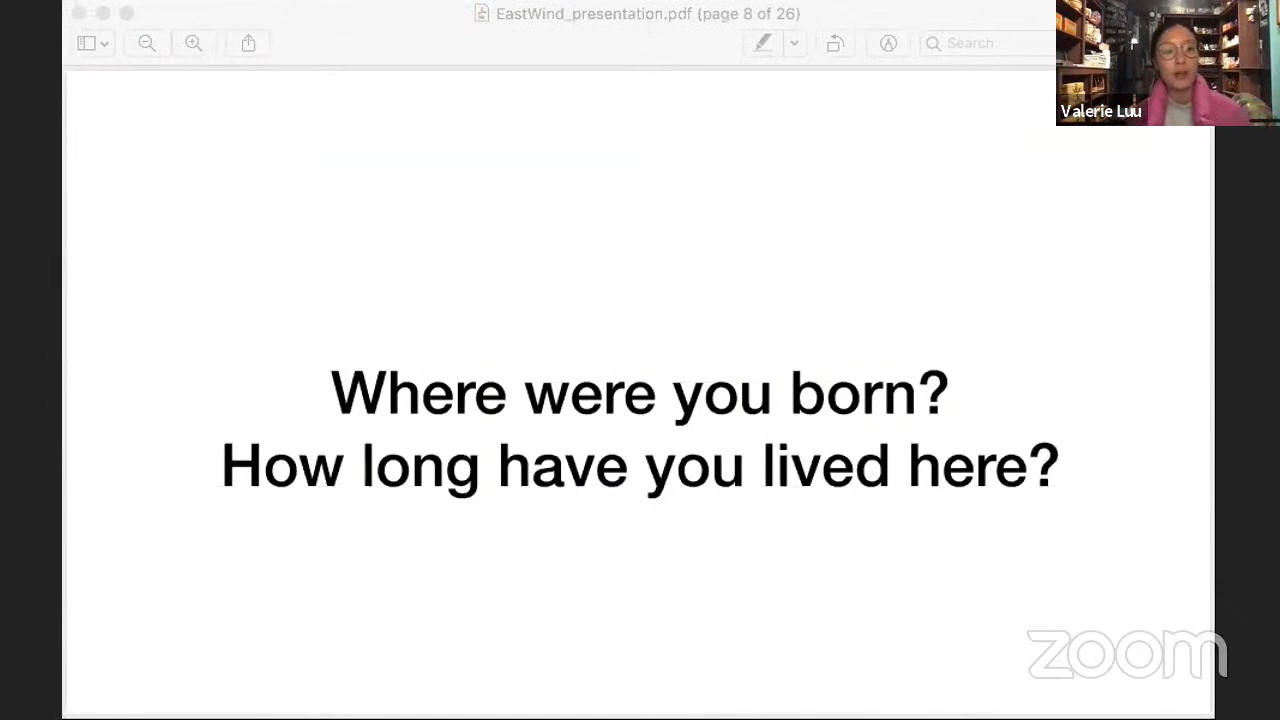 EastWind_presentation.pdf (page 8 of 26)
Search
Valerie Luu
Where were you born?
How long have you lived here?
zoom